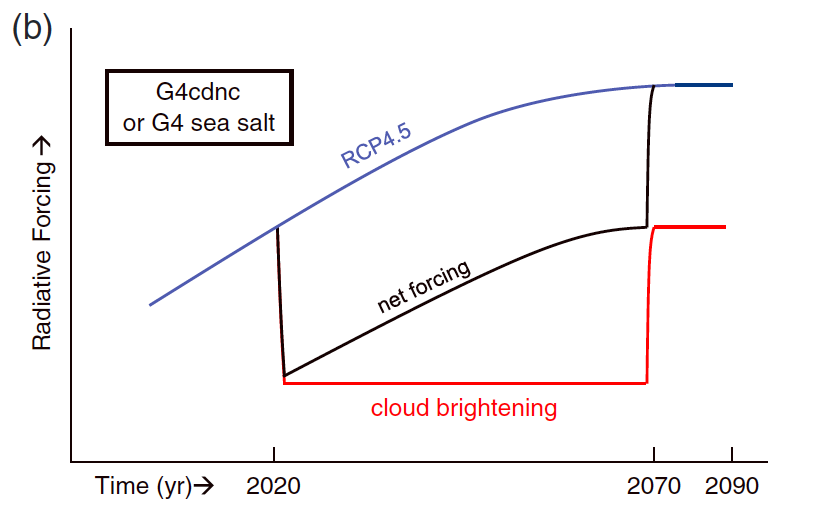 (b)
G4cdnc
or G4 sea salt
RCP4.5
Radiative Forcing →
net forcing
cloud brightening
Time (yr)→ 2020 2070 2090